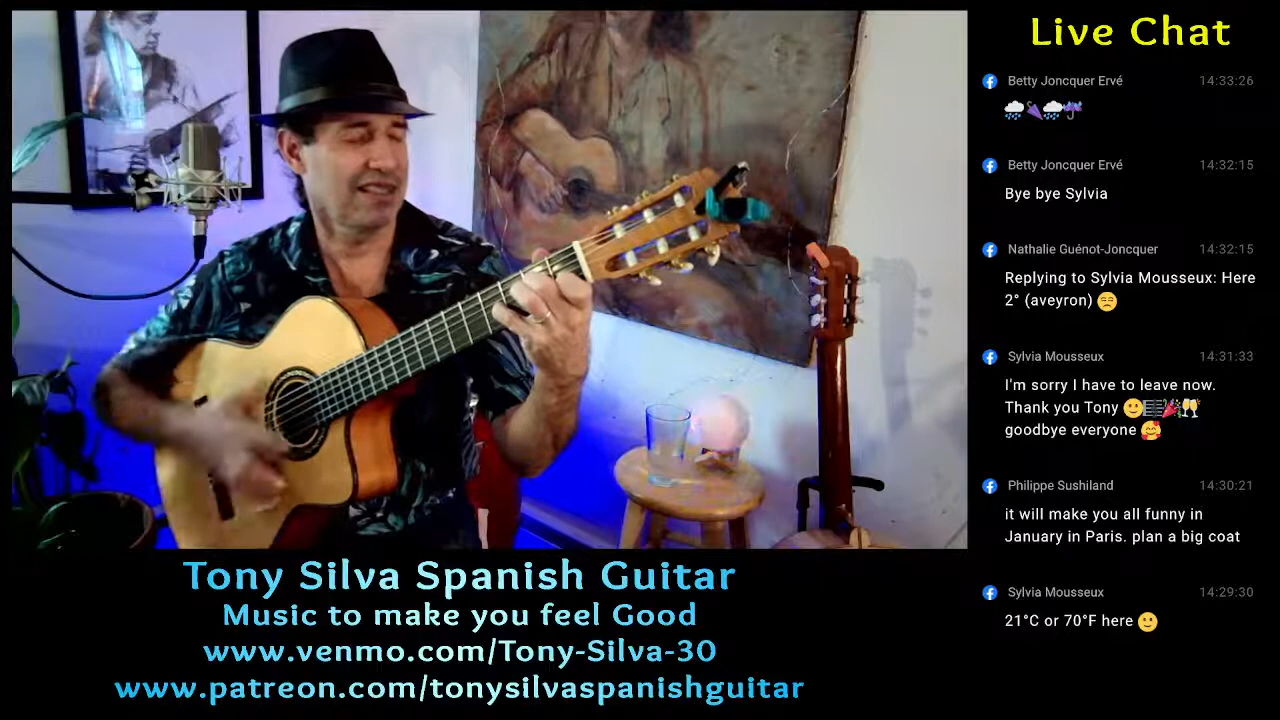 Live Chat
Betty Joncquer Ervé 14:33:26
🌧️🌂🌧️☔
Betty Joncquer Ervé 14:32:15
Bye bye Sylvia
Nathalie Guénot-Joncquer 14:32:15
Replying to Sylvia Mousseux: Here
2° (aveyron) 😒
Sylvia Mousseux 14:31:33
I'm sorry I have to leave now.
Thank you Tony 🙂🎼🎉🥂
goodbye everyone 🥰
Philippe Sushiland 14:30:21
it will make you all funny in
January in Paris. plan a big coat
Sylvia Mousseux 14:29:30
21°C or 70°F here 🙂
Tony Silva Spanish Guitar
Music to make you feel Good
www.venmo.com/Tony-Silva-30
www.patreon.com/tonysilvaspanishguitar